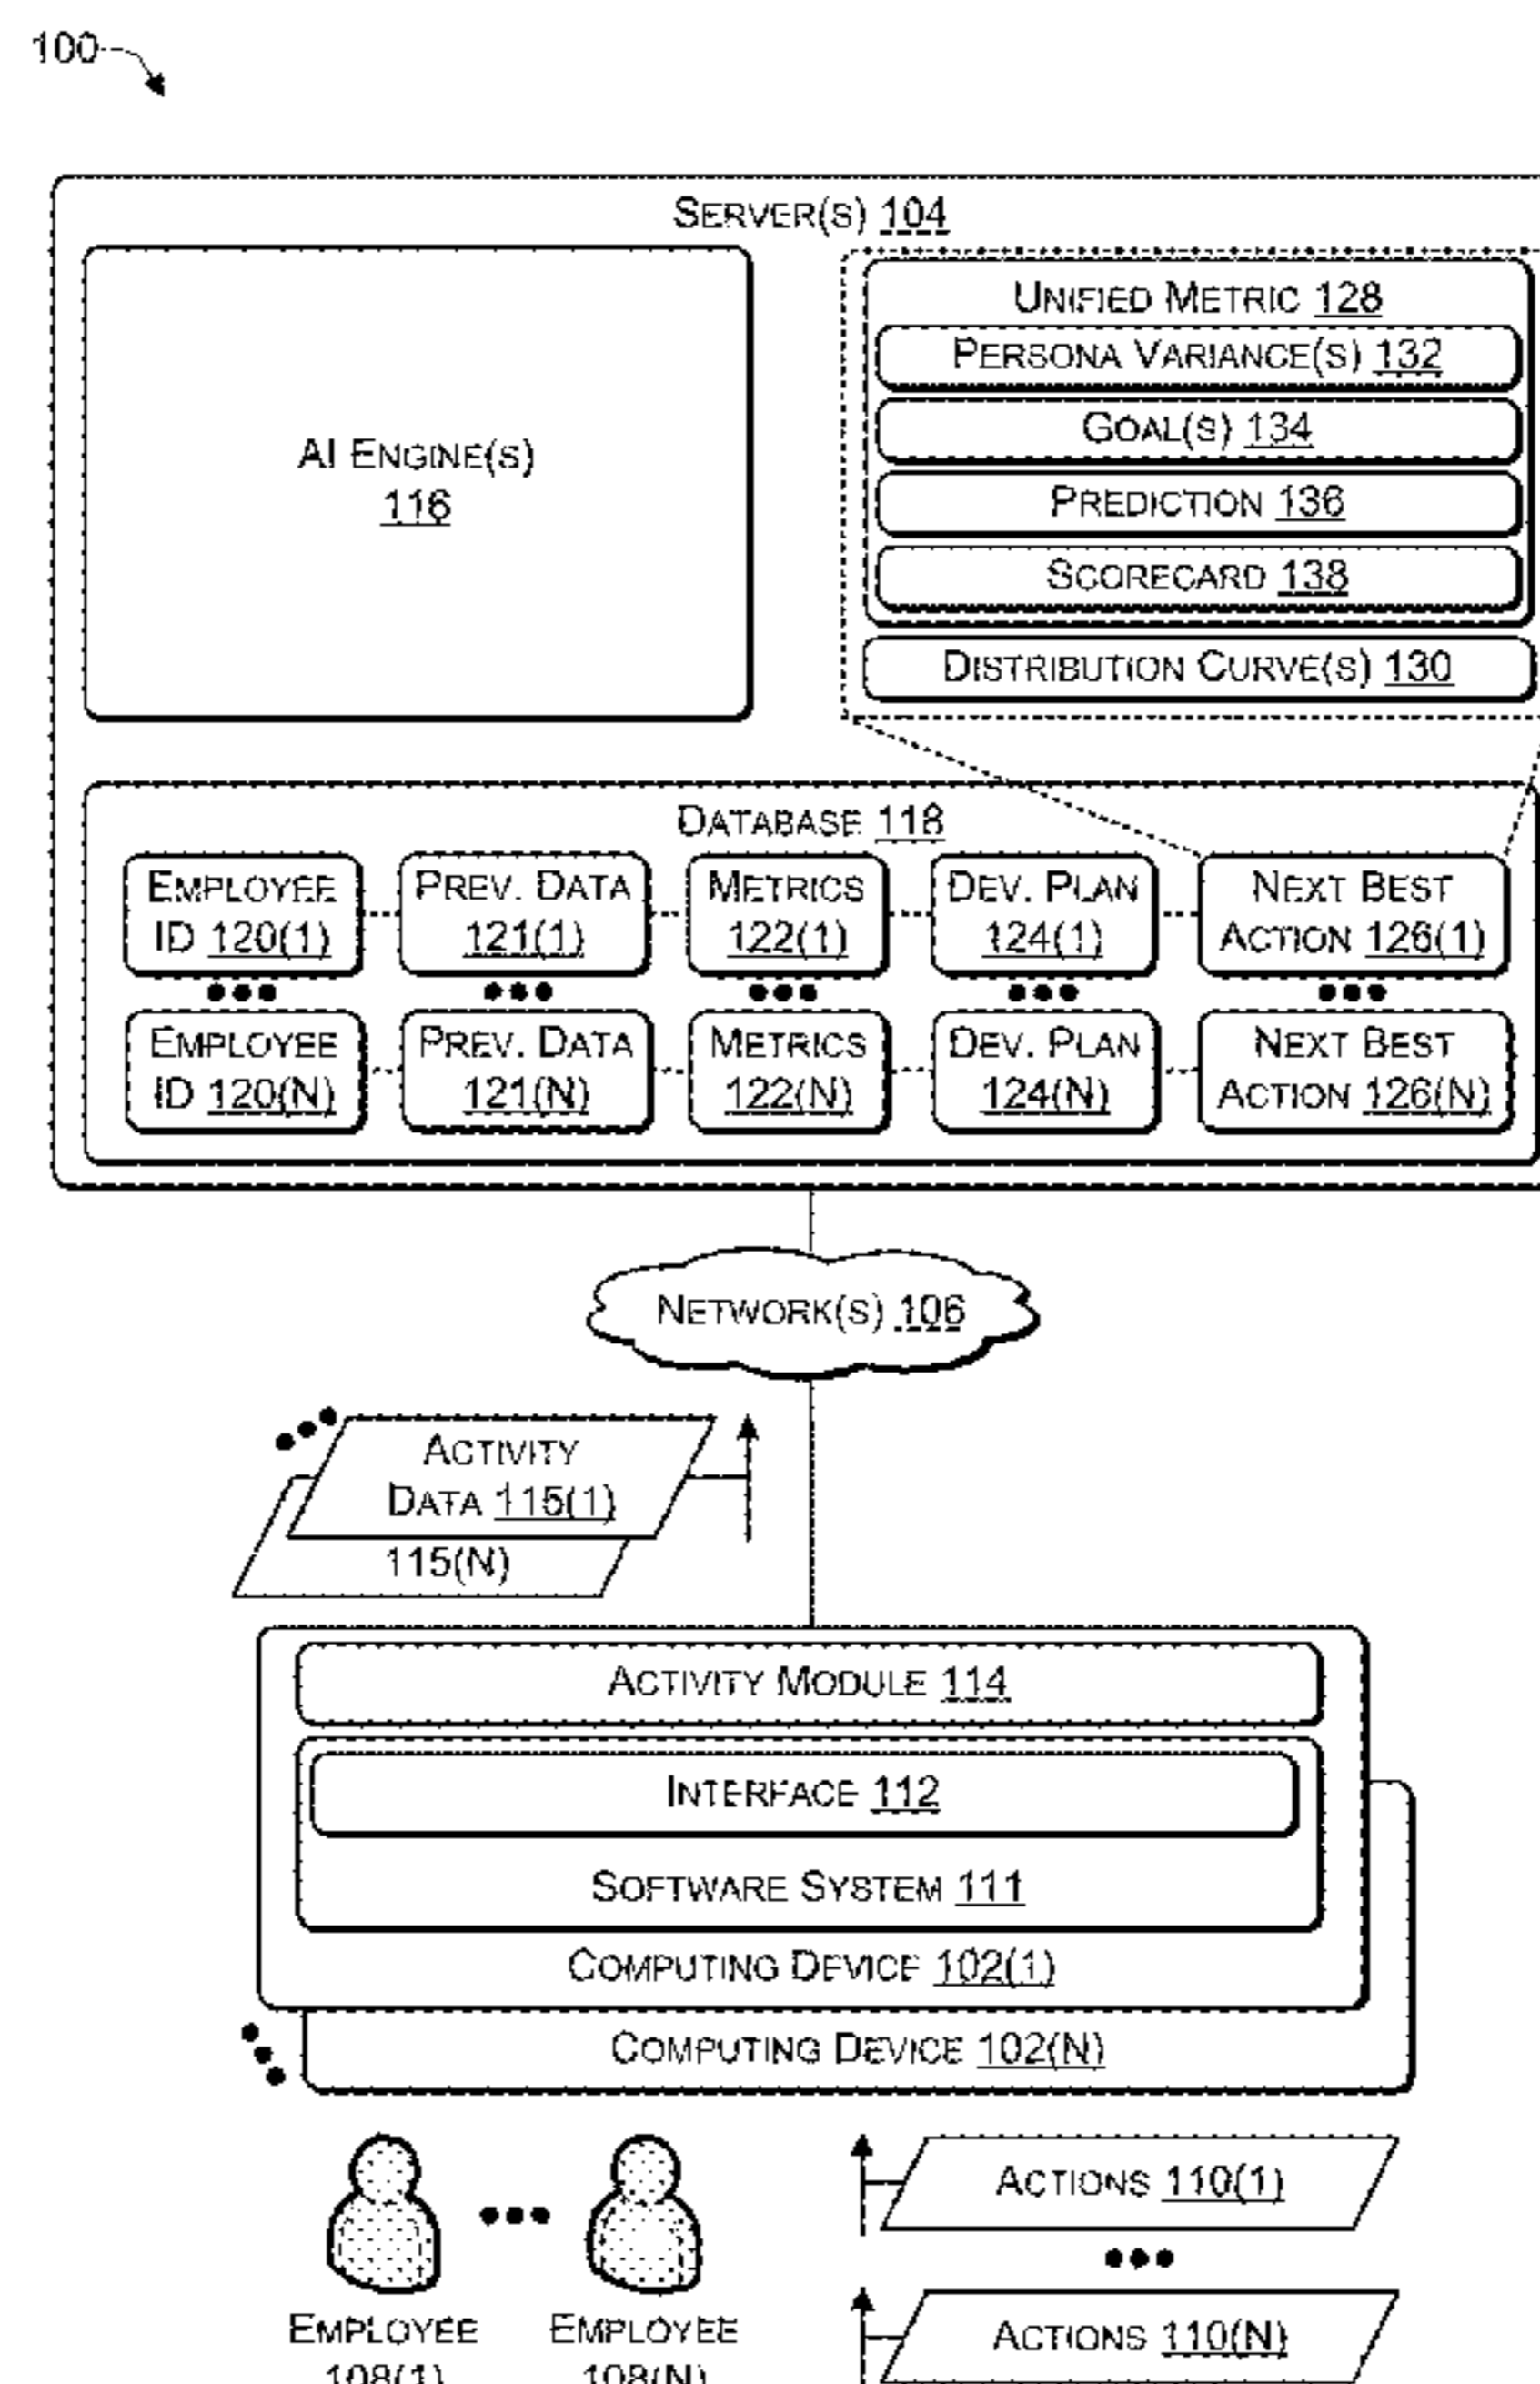 100
SERVER(S) 104
AI ENGINE(S)
116
UNIFIED METRIC 128
PERSONA VARIANCE(S) 132
GOAL(S) 134
PREDICTION 136
SCORECARD 138
DISTRIBUTION CURVE(S) 130
DATABASE 118
EMPLOYEE
ID 120(1)
PREV. DATA
121(1)
METRICS
122(1)
DEV. PLAN
124(1)
NEXT BEST
ACTION 126(1)
EMPLOYEE
ID 120(N)
PREV. DATA
121(N)
METRICS
122(N)
DEV. PLAN
124(N)
NEXT BEST
ACTION 126(N)
NETWORK(S) 106
ACTIVITY
DATA 115(1)
115(N)
ACTIVITY MODULE 114
INTERFACE 112
SOFTWARE SYSTEM 111
COMPUTING DEVICE 102(1)
COMPUTING DEVICE 102(N)
ACTIONS 110(1)
ACTIONS 110(N)
EMPLOYEE
108(1)
EMPLOYEE
108(N)